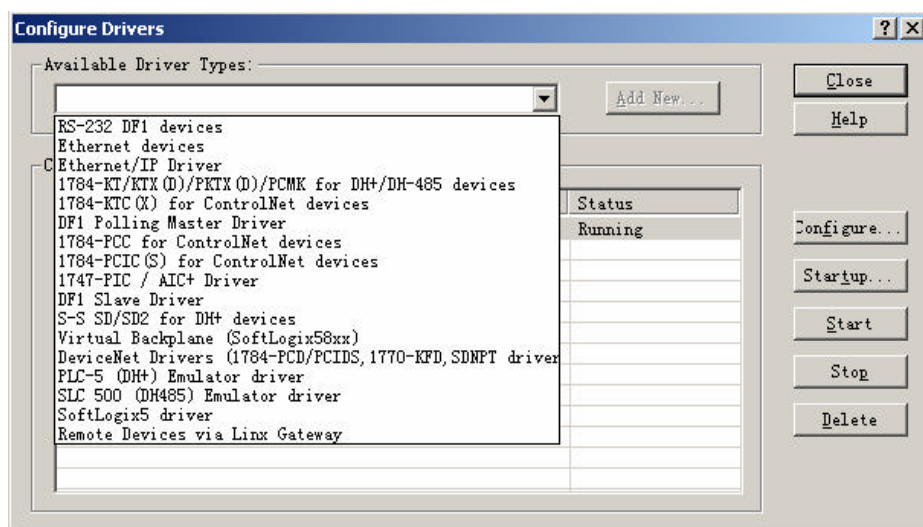 Configure Drivers
Available Driver Types:
Add New...
Close
Help
RS-232 DF1 devices
Ethernet devices
Ethernet/IP Driver
1784-KT/KTX(D)/PKTX(D)/PCMK for DH+/DH-485 devices
1784-KTC(X) for ControlNet devices
DF1 Polling Master Driver
1784-PCC for ControlNet devices
1784-PCIC(S) for ControlNet devices
1747-PIC / AIC+ Driver
DF1 Slave Driver
S-S SD/SD2 for DH+ devices
Virtual Backplane (SoftLogix58xx)
DeviceNet Drivers (1784-PCD/PCIDS,1770-KFD,SDNPT driver
PLC-5 (DH+) Emulator driver
SLC 500 (DH485) Emulator driver
SoftLogix5 driver
Remote Devices via Linx Gateway
Status
Running
Configure...
Startup...
Start
Stop
Delete